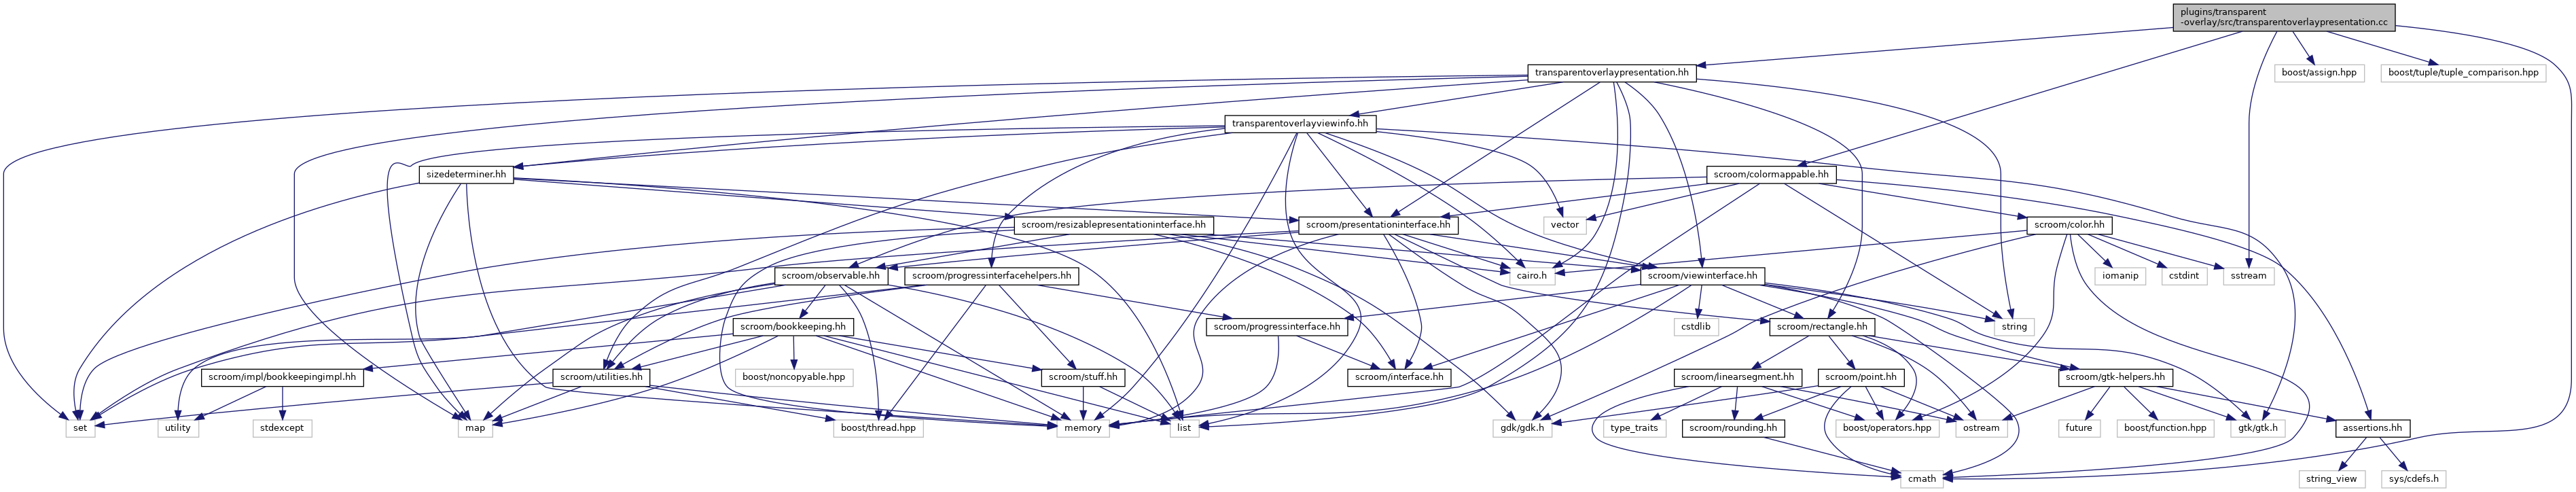 plugins/transparent
-overlay/src/transparentoverlaypresentation.cc
transparentoverlaypresentation.hh
boost/assign.hpp
boost/tuple/tuple_comparison.hpp
transparentoverlayviewinfo.hh
sizedeterminer.hh
scroom/colormappable.hh
scroom/resizablepresentationinterface.hh
scroom/presentationinterface.hh
vector
scroom/color.hh
scroom/observable.hh
scroom/progressinterfacehelpers.hh
cairo.h
scroom/viewinterface.hh
iomanip
cstdint
sstream
scroom/bookkeeping.hh
scroom/progressinterface.hh
cstdlib
scroom/rectangle.hh
string
scroom/impl/bookkeepingimpl.hh
scroom/utilities.hh
boost/noncopyable.hpp
scroom/stuff.hh
scroom/interface.hh
scroom/linearsegment.hh
scroom/point.hh
scroom/gtk-helpers.hh
set
utility
stdexcept
map
boost/thread.hpp
memory
list
gdk/gdk.h
type_traits
scroom/rounding.hh
boost/operators.hpp
ostream
future
boost/function.hpp
gtk/gtk.h
assertions.hh
cmath
string_view
sys/cdefs.h